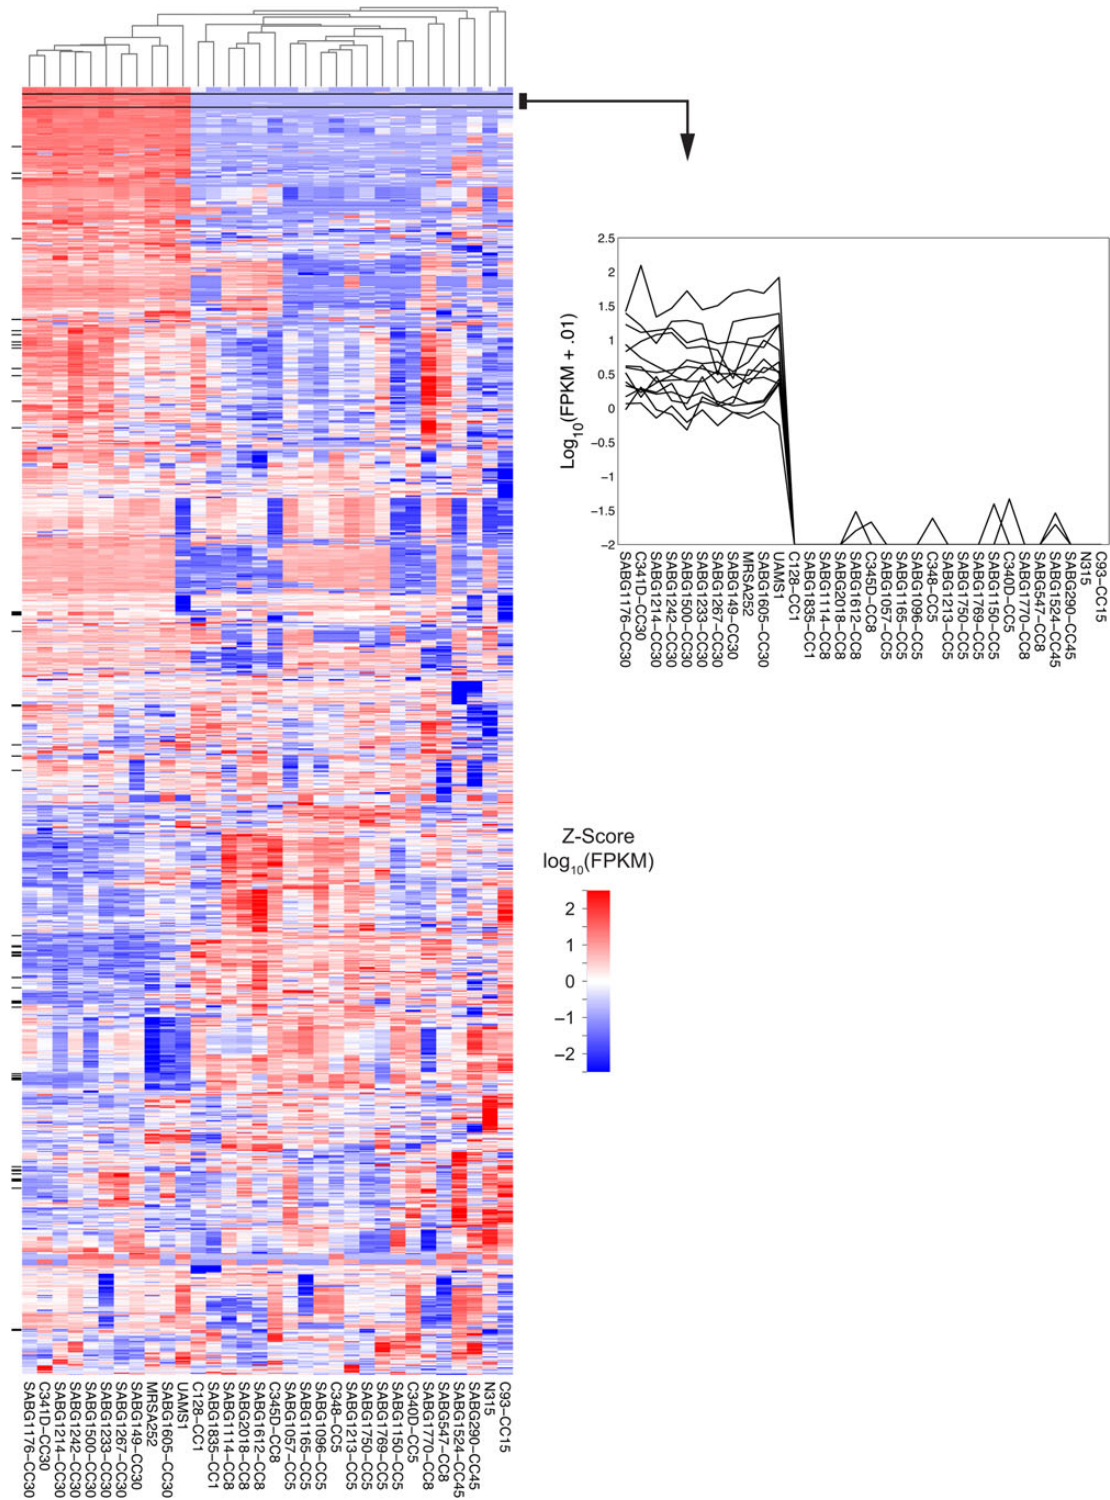 2.5
2
1.5
1
0.5
0
−0.5
−1
−1.5
−2
Log10(FPKM + .01)
SABG1176−CC30
C341D−CC30
SABG1214−CC30
SABG1242−CC30
SABG1500−CC30
SABG1233−CC30
SABG1267−CC30
SABG149−CC30
MRSA252
SABG1605−CC30
UAMS1
C128−CC1
SABG1835−CC1
SABG1114−CC8
SABG2018−CC8
SABG1612−CC8
C345D−CC8
SABG1057−CC5
SABG1165−CC5
SABG1096−CC5
C348−CC5
SABG1213−CC5
SABG1750−CC5
SABG1769−CC5
SABG1150−CC5
C340D−CC5
SABG1770−CC8
SABG547−CC8
SABG1524−CC45
SABG290−CC45
N315
C93−CC15
Z-Score
log10(FPKM)
2
1
0
−1
−2
SABG1176−CC30
C341D−CC30
SABG1214−CC30
SABG1242−CC30
SABG1500−CC30
SABG1233−CC30
SABG1267−CC30
SABG149−CC30
MRSA252
SABG1605−CC30
UAMS1
C128−CC1
SABG1835−CC1
SABG1114−CC8
SABG2018−CC8
SABG1612−CC8
C345D−CC8
SABG1057−CC5
SABG1165−CC5
SABG1096−CC5
C348−CC5
SABG1213−CC5
SABG1750−CC5
SABG1769−CC5
SABG1150−CC5
C340D−CC5
SABG1770−CC8
SABG547−CC8
SABG1524−CC45
SABG290−CC45
N315
C93−CC15